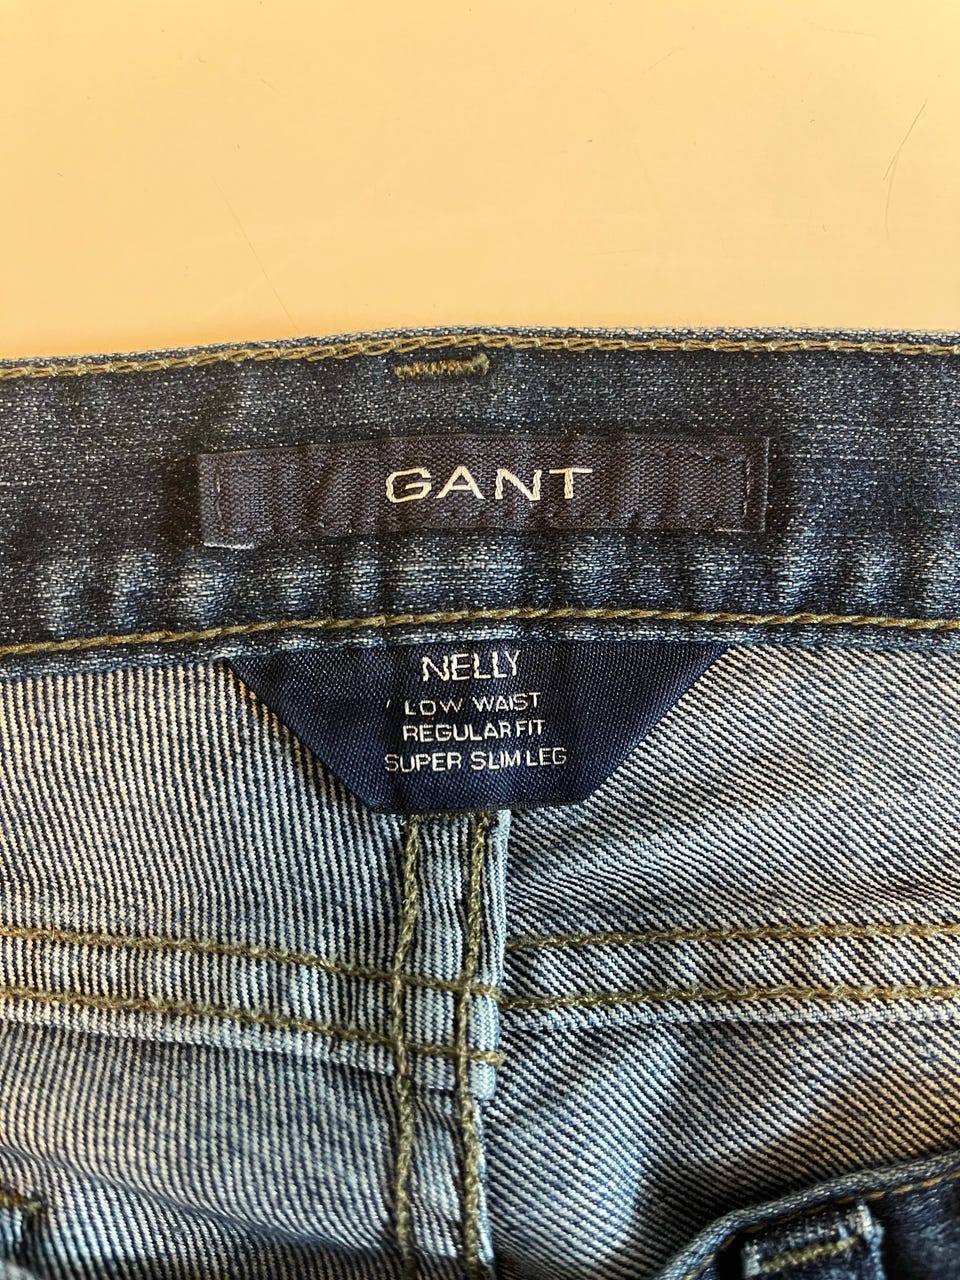 GANT
NELLY
LOW WAIST
REGULAR FIT
SUPER SLIM LEG